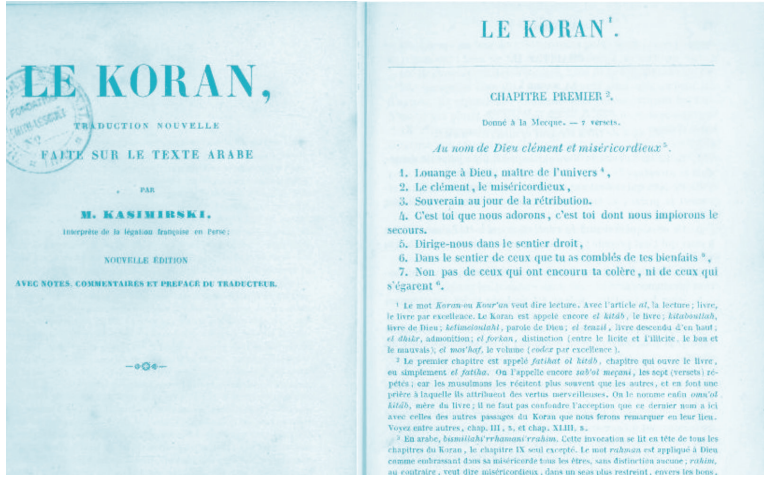 LE KORAN,
TRADUCTION NOUVELLE
FAITE SUR LE TEXTE ARABE
PAR
M. KASIMIRSKI,
Interprète de la légation française en Perse;
NOUVELLE ÉDITION
AVEC NOTES, COMMENTAIRES ET PRÉFACE DU TRADUCTEUR.
FONDATION
LE KORAN¹.
CHAPITRE PREMIER ².
Donné à la Mecque. — 7 versets.
Au nom de Dieu clément et miséricordieux ³.
1. Louange à Dieu, maître de l'univers ⁴,
2. Le clément, le miséricordieux,
3. Souverain au jour de la rétribution.
4. C'est toi que nous adorons, c'est toi dont nous implorons le
secours.
5. Dirige-nous dans le sentier droit,
6. Dans le sentier de ceux que tu as comblés de tes bienfaits ⁵,
7. Non pas de ceux qui ont encouru ta colère, ni de ceux qui
s'égarent ⁶.
¹ Le mot Koran ou Kour'an veut dire lecture. Avec l'article al, la lecture; livre,
le livre par excellence. Le Koran est appelé encore el kitâb, le livre; kitaboullah,
livre de Dieu; kelimetoulahi, parole de Dieu; el tenzil, livre descendu d'en haut;
el dhikr, admonition; el forkan, distinction (entre le licite et l'illicite, le bon et
le mauvais); el mos'haf, le volume (codex par excellence).
² Le premier chapitre est appelé fatihat ol kitâb, chapitre qui ouvre le livre,
ou simplement el fatiha. On l'appelle encore sab'ol meçani, les sept (versets) ré-
pétés; car les musulmans les récitent plus souvent que les autres, et en font une
prière à laquelle ils attribuent des vertus merveilleuses. On le nomme enfin omm'ol
kitâb, mère du livre; il ne faut pas confondre l'acception que ce dernier nom a ici
avec celles des autres passages du Koran que nous ferons remarquer en leur lieu.
Voyez entre autres, chap. III, 5, et chap. XLIII. 3.
³ En arabe, bismillahi'rrhamani'rrahim. Cette invocation se lit en tête de tous les
chapitres du Koran, le chapitre IX seul excepté. Le mot rahman est appliqué à Dieu
comme embrassant dans sa miséricorde tous les êtres, sans distinction aucune; rahim,
au contraire, veut dire miséricordieux, dans un sens plus restreint, envers les bons,